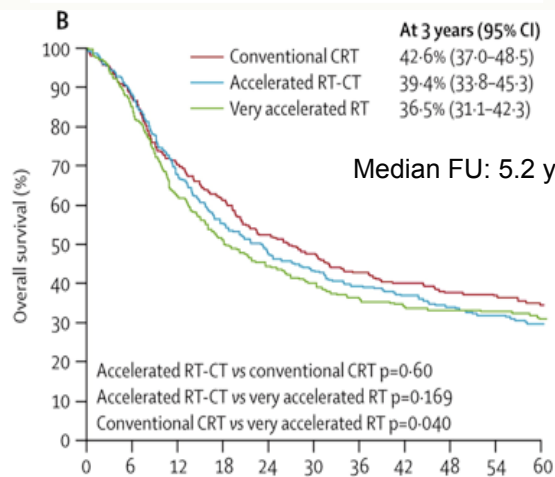 B
At 3 years (95% CI)
Conventional CRT 42·6% (37·0–48·5)
Accelerated RT-CT 39·4% (33·8–45·3)
Very accelerated RT 36·5% (31·1–42·3)
Median FU: 5.2 y
Overall survival (%)
100
90
80
70
60
50
40
30
20
10
0
Accelerated RT-CT vs conventional CRT p=0·60
Accelerated RT-CT vs very accelerated RT p=0·169
Conventional CRT vs very accelerated RT p=0·040
0 6 12 18 24 30 36 42 48 54 60